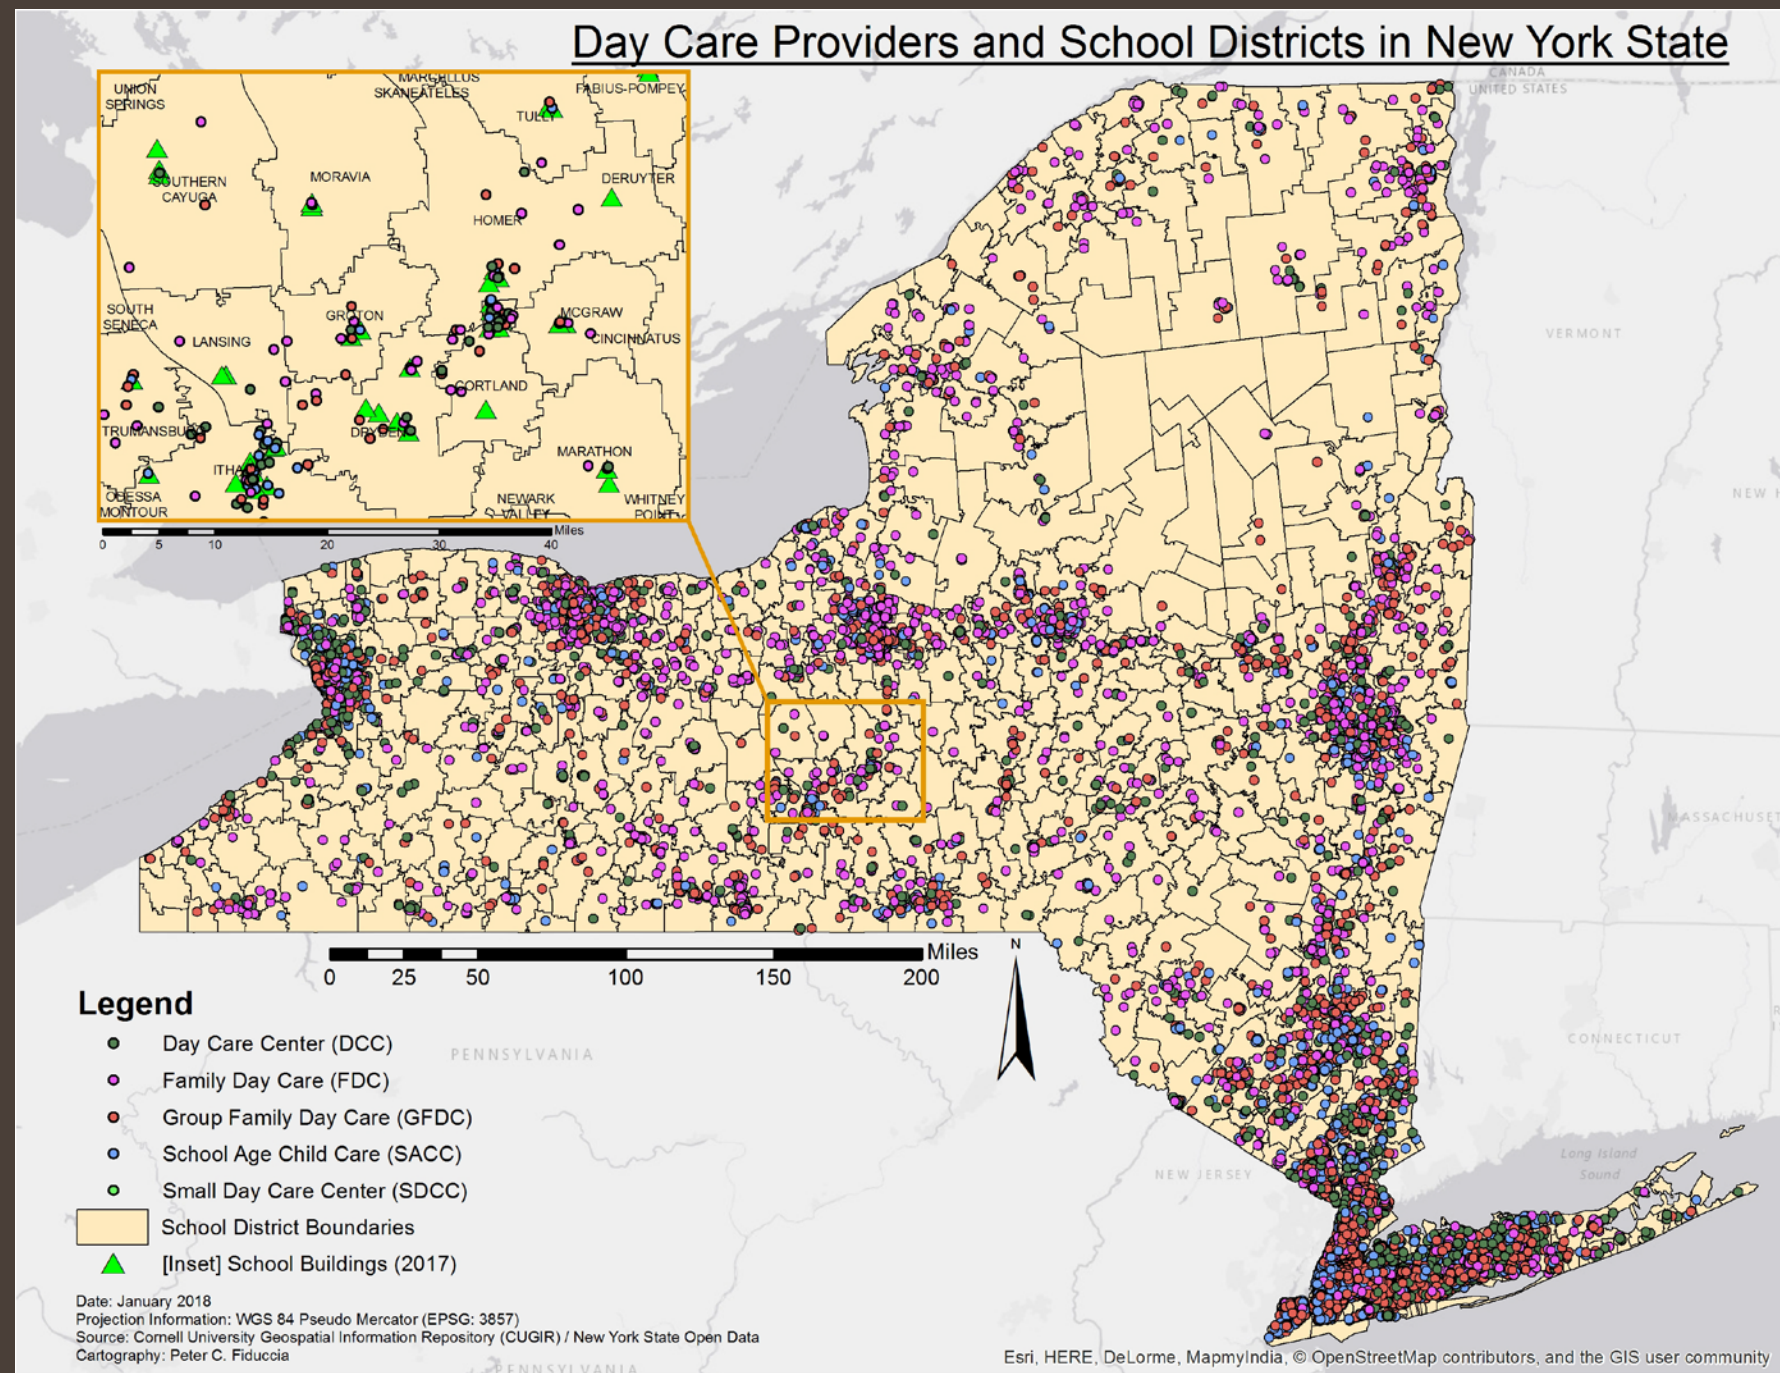 Day Care Providers and School Districts in New York State
CANADA
UNITED STATES
UNION
SPRINGS
MARCELLUS
SKANEATELES
FABIUS-POMPEY
TULLY
SOUTHERN
CAYUGA
MORAVIA
DERUYTER
HOMER
SOUTH
SENECA
GROTON
MCGRAW
LANSING
CINCINNATUS
CORTLAND
TRUMANSBU
DRYDEN
ITHA
MARATHON
ODESSA
MONTOUR
NEWARK
VALLEY
WHITNEY
POINT
0 5 10 20 30 40 Miles
VERMONT
NEW H
MASSACHUSET
Miles
0 25 50 100 150 200
N
Legend
Day Care Center (DCC)
Family Day Care (FDC)
Group Family Day Care (GFDC)
School Age Child Care (SACC)
Small Day Care Center (SDCC)
School District Boundaries
[Inset] School Buildings (2017)
PENNSYLVANIA
CONNECTICUT
NEW JERSEY
Long Island
Sound
Date: January 2018
Projection Information: WGS 84 Pseudo Mercator (EPSG: 3857)
Source: Cornell University Geospatial Information Repository (CUGIR) / New York State Open Data
Cartography: Peter C. Fiduccia
PENNSYLVANIA
Esri, HERE, DeLorme, MapmyIndia, © OpenStreetMap contributors, and the GIS user community